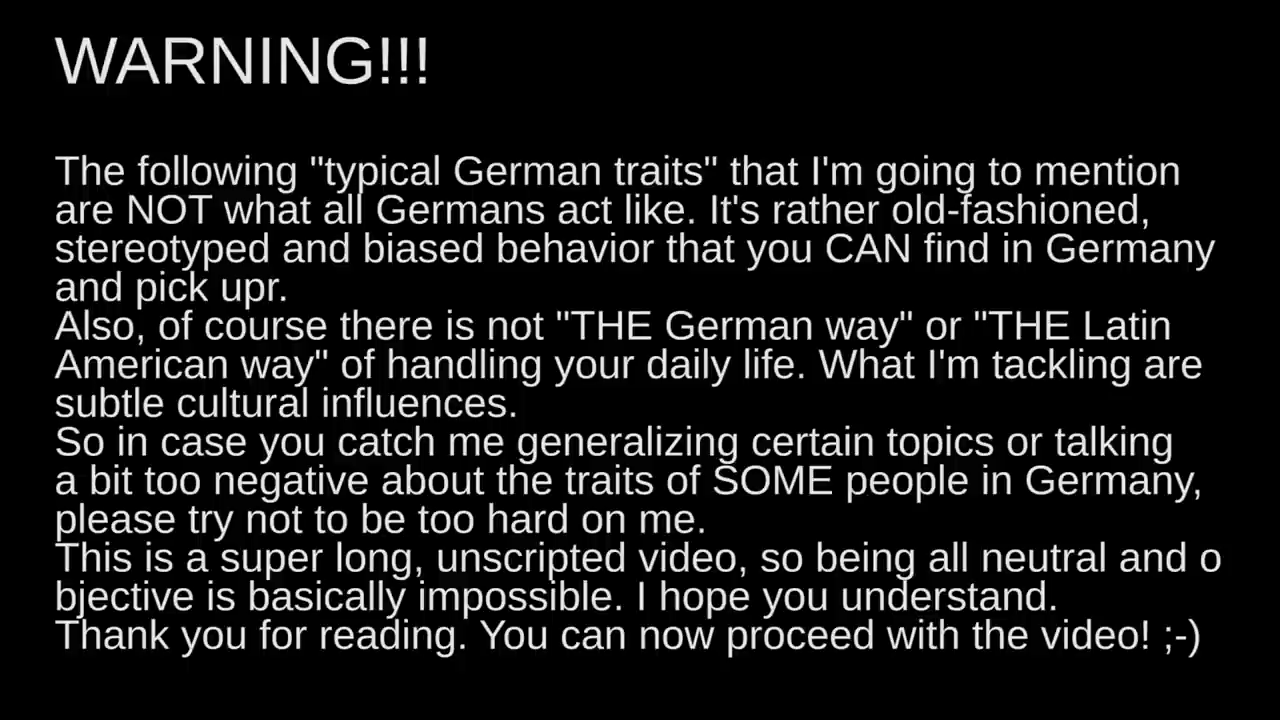 WARNING!!!
The following "typical German traits" that I'm going to mention
are NOT what all Germans act like. It's rather old-fashioned,
stereotyped and biased behavior that you CAN find in Germany
and pick upr.
Also, of course there is not "THE German way" or "THE Latin
American way" of handling your daily life. What I'm tackling are
subtle cultural influences.
So in case you catch me generalizing certain topics or talking
a bit too negative about the traits of SOME people in Germany,
please try not to be too hard on me.
This is a super long, unscripted video, so being all neutral and o
bjective is basically impossible. I hope you understand.
Thank you for reading. You can now proceed with the video! ;-)